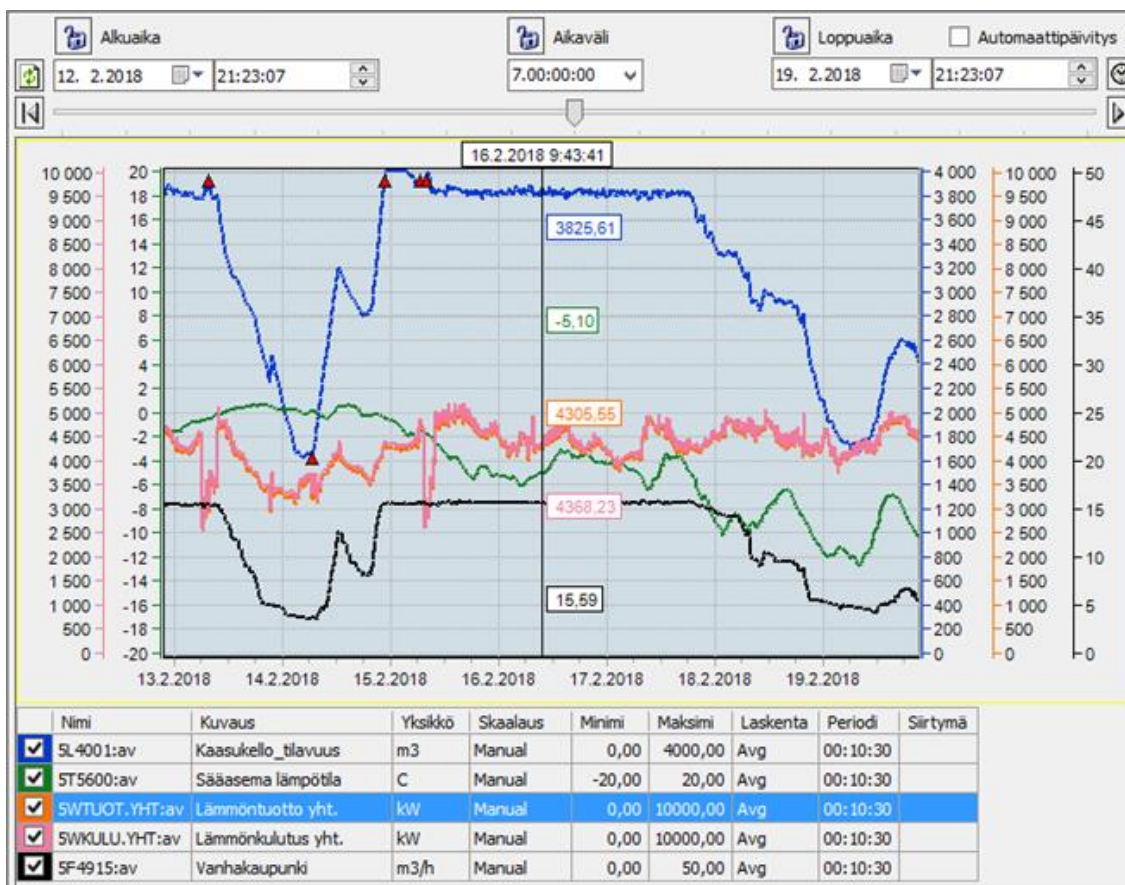 Alkuaika Aikaväli Loppuaika Automaattipäivitys
12. 2.2018 21:23:07 7.00:00:00 19. 2.2018 21:23:07
16.2.2018 9:43:41
10 000 20 4 000 10 000 50
9 500 18 3 800 9 500
9 000 16 3 600 9 000 45
8 500 14 3 400 8 500
8 000 12 3 200 8 000 40
7 500 10 3 000 7 500
7 000 8 2 800 7 000 35
6 500 6 2 600 6 500
6 000 4 2 400 6 000 30
5 500 2 2 200 5 500
5 000 0 2 000 5 000 25
4 500 -2 1 800 4 500
4 000 -4 1 600 4 000 20
3 500 -6 1 400 3 500
3 000 -8 1 200 3 000 15
2 500 -10 1 000 2 500
2 000 -12 800 2 000 10
1 500 -14 600 1 500
1 000 -16 400 1 000 5
500 -18 200 500
0 -20 0 0 0
3825,61
-5,10
4305,55
4368,23
15,59
13.2.2018 14.2.2018 15.2.2018 16.2.2018 17.2.2018 18.2.2018 19.2.2018
Nimi Kuvaus Yksikkö Skaalaus Minimi Maksimi Laskenta Periodi Siirtymä
5L4001:av Kaasukello_tilavuus m3 Manual 0,00 4000,00 Avg 00:10:30
5T5600:av Sääasema lämpötila C Manual -20,00 20,00 Avg 00:10:30
5WTUOT.YHT:av Lämmöntuotto yht. kW Manual 0,00 10000,00 Avg 00:10:30
5WKULU.YHT:av Lämmönkulutus yht. kW Manual 0,00 10000,00 Avg 00:10:30
5F4915:av Vanhakaupunki m3/h Manual 0,00 50,00 Avg 00:10:30